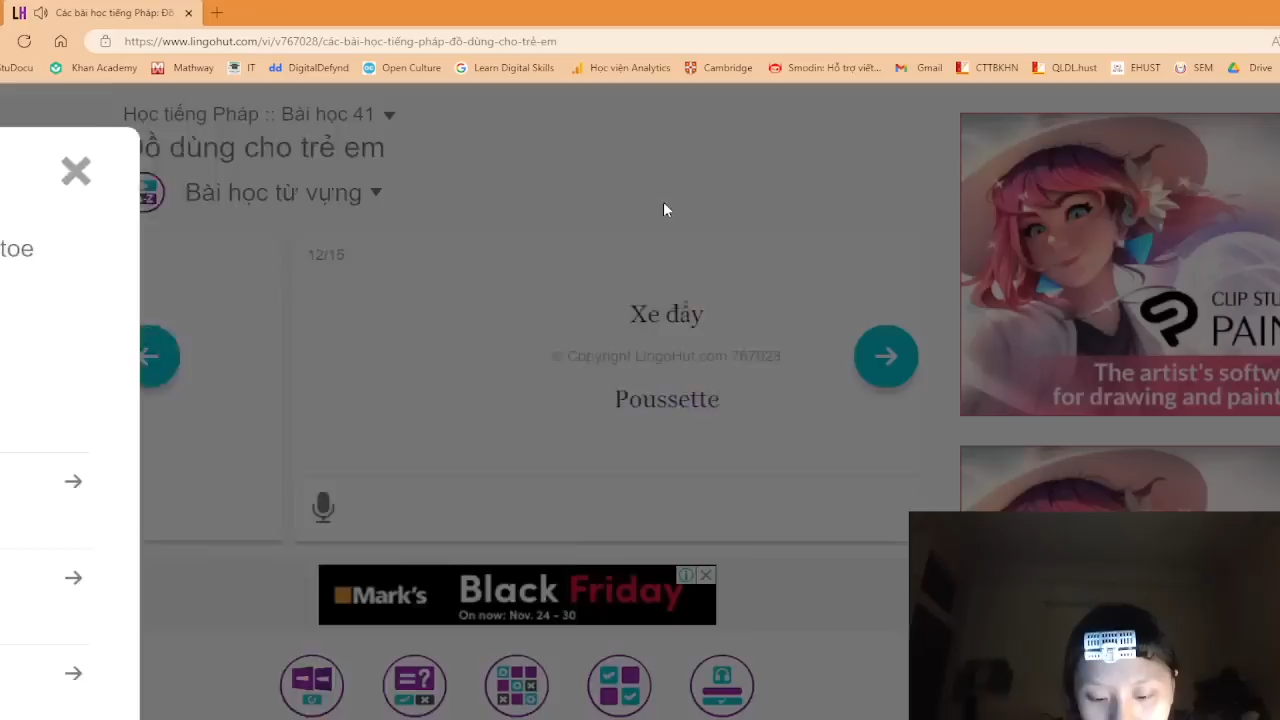 LH Các bài học tiếng Pháp: Đồ
https://www.lingohut.com/vi/v767028/các-bài-học-tiếng-pháp-đồ-dùng-cho-trẻ-em
tuDocu Khan Academy Mathway IT dd DigitalDefynd Open Culture Learn Digital Skills Học viện Analytics Cambridge Smodin: Hỗ trợ viết... Gmail CTTBKHN QLDI.hust EHUST SEM Drive
Học tiếng Pháp :: Bài học 41
Đồ dùng cho trẻ em
Bài học từ vựng
toe
12/15
Xe đẩy
© Copyright LingoHut.com 767028
Poussette
CLIP STU
PAIN
The artist's softw
for drawing and paint
Mark's
Black Friday
On now: Nov. 24 - 30